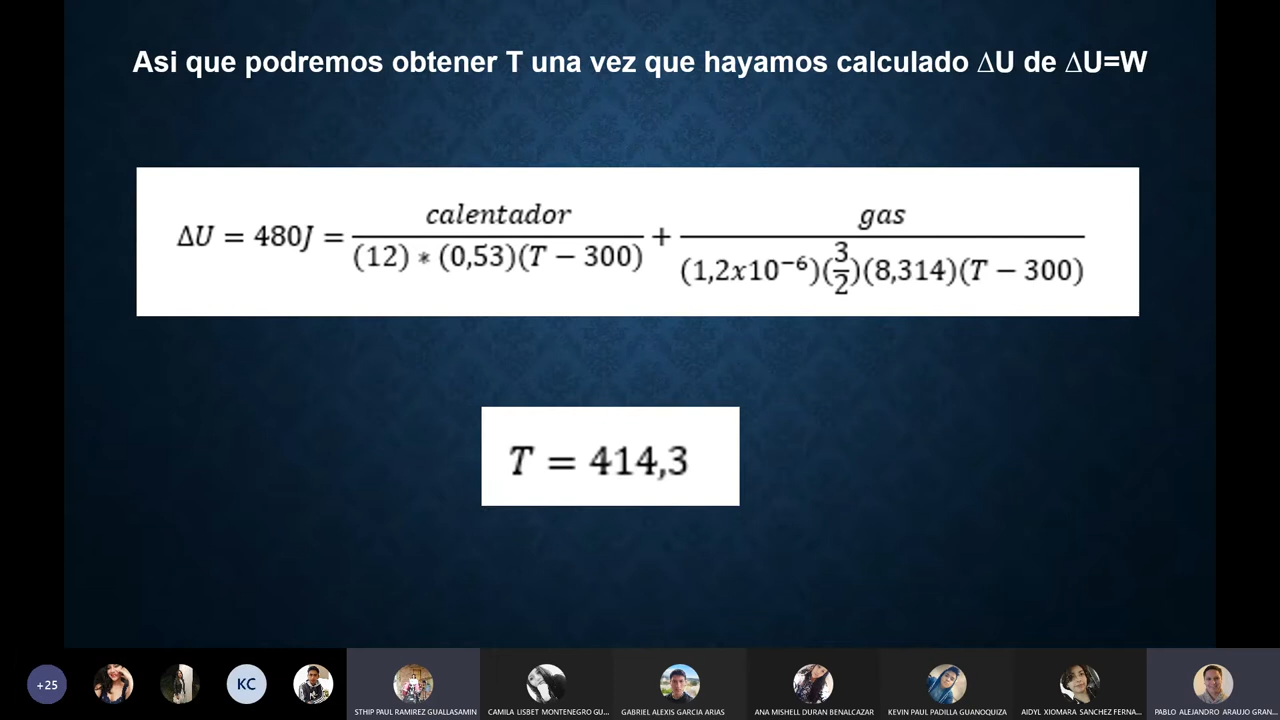 Asi que podremos obtener T una vez que hayamos calculado ∆U de ∆U=W
ΔU = 480J = calentador/(12) ∗ (0,53)(T − 300) + gas/(1,2x10⁻⁶)(3/2)(8,314)(T − 300)
T = 414,3
+25
KC
STHIP PAUL RAMIREZ GUALLASAMIN
CAMILA LISBET MONTENEGRO GU...
GABRIEL ALEXIS GARCIA ARIAS
ANA MISHELL DURAN BENALCAZAR
KEVIN PAUL PADILLA GUANOQUIZA
AIDYL XIOMARA SANCHEZ FERNA...
PABLO ALEJANDRO ARAUJO GRAN...